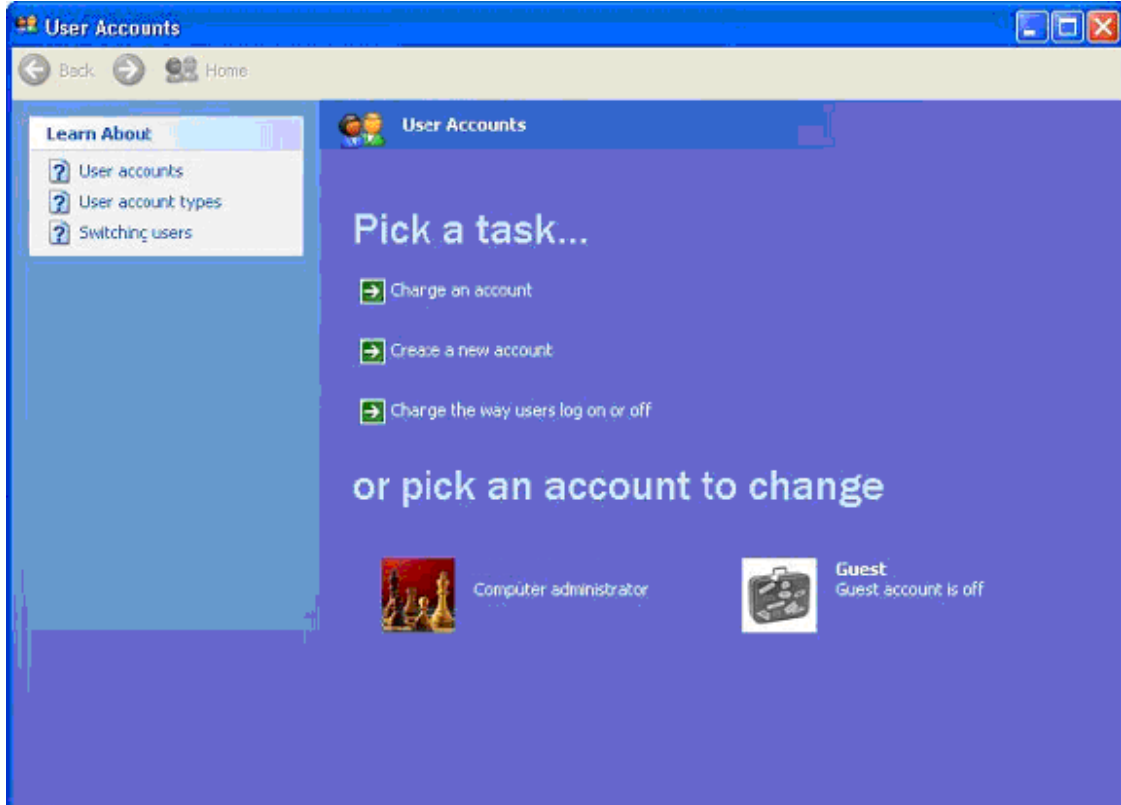 User Accounts
Back Home
Learn About
User accounts
User account types
Switching users
User Accounts
Pick a task...
Change an account
Create a new account
Change the way users log on or off
or pick an account to change
Computer administrator
Guest
Guest account is off